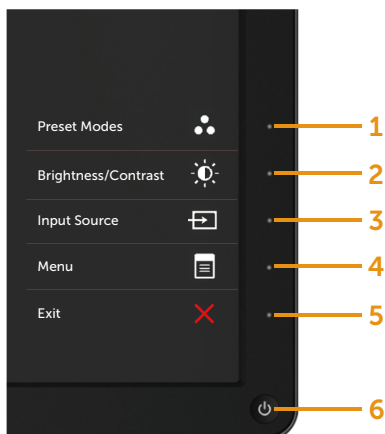 Preset Modes 1
Brightness/Contrast 2
Input Source 3
Menu 4
Exit 5
6